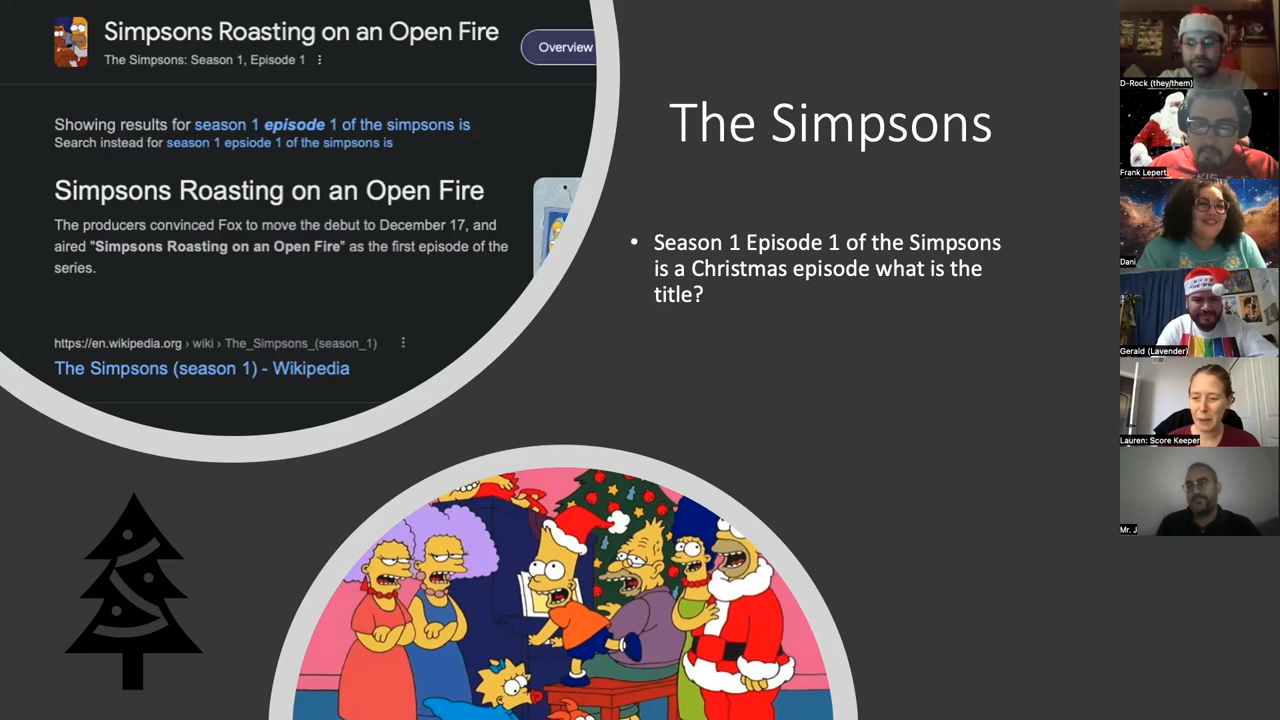 Simpsons Roasting on an Open Fire
The Simpsons: Season 1, Episode 1
Overview
Showing results for season 1 episode 1 of the simpsons is
Search instead for season 1 epsiode 1 of the simpsons is
Simpsons Roasting on an Open Fire
The producers convinced Fox to move the debut to December 17, and
aired "Simpsons Roasting on an Open Fire" as the first episode of the
series.
https://en.wikipedia.org › wiki › The_Simpsons_(season_1)
The Simpsons (season 1) - Wikipedia
The Simpsons
• Season 1 Episode 1 of the Simpsons
is a Christmas episode what is the
title?
D-Rock (they/them)
Frank Lepert
Dani
Gerald (Lavender)
Lauren: Score Keeper
Mr. J